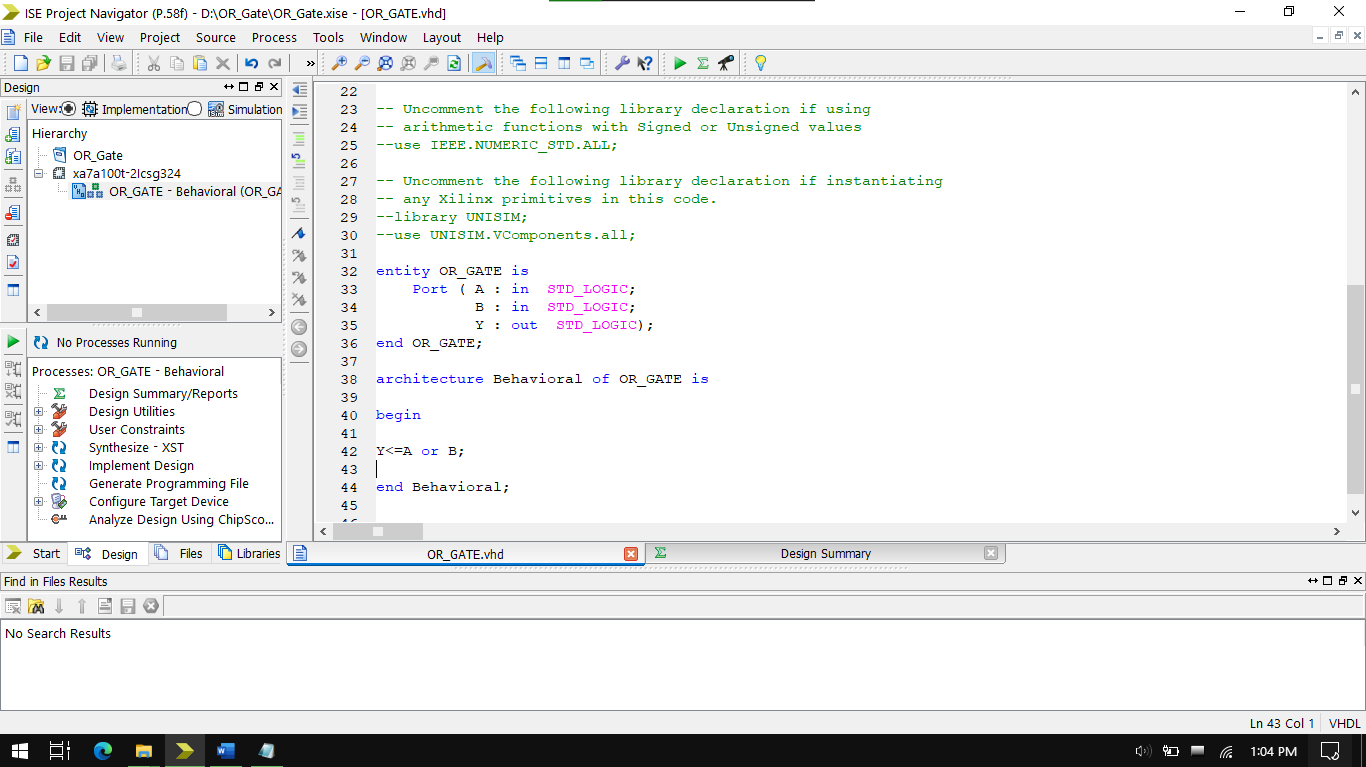 ISE Project Navigator (P.58f) - D:\OR_Gate\OR_Gate.xise - [OR_GATE.vhd]
File Edit View Project Source Process Tools Window Layout Help
»
Design
View: Implementation Simulation
Hierarchy
OR_Gate
xa7a100t-2Icsg324
OR_GATE - Behavioral (OR_GA
No Processes Running
Processes: OR_GATE - Behavioral
Design Summary/Reports
Design Utilities
User Constraints
Synthesize - XST
Implement Design
Generate Programming File
Configure Target Device
Analyze Design Using ChipSco...
Start Design Files Libraries
22
23 -- Uncomment the following library declaration if using
24 -- arithmetic functions with Signed or Unsigned values
25 --use IEEE.NUMERIC_STD.ALL;
26
27 -- Uncomment the following library declaration if instantiating
28 -- any Xilinx primitives in this code.
29 --library UNISIM;
30 --use UNISIM.VComponents.all;
31
32 entity OR_GATE is
33 Port ( A : in STD_LOGIC;
34 B : in STD_LOGIC;
35 Y : out STD_LOGIC);
36 end OR_GATE;
37
38 architecture Behavioral of OR_GATE is
39
40 begin
41
42 Y<=A or B;
43
44 end Behavioral;
45
OR_GATE.vhd Design Summary
Find in Files Results
No Search Results
Ln 43 Col 1 VHDL
1:04 PM